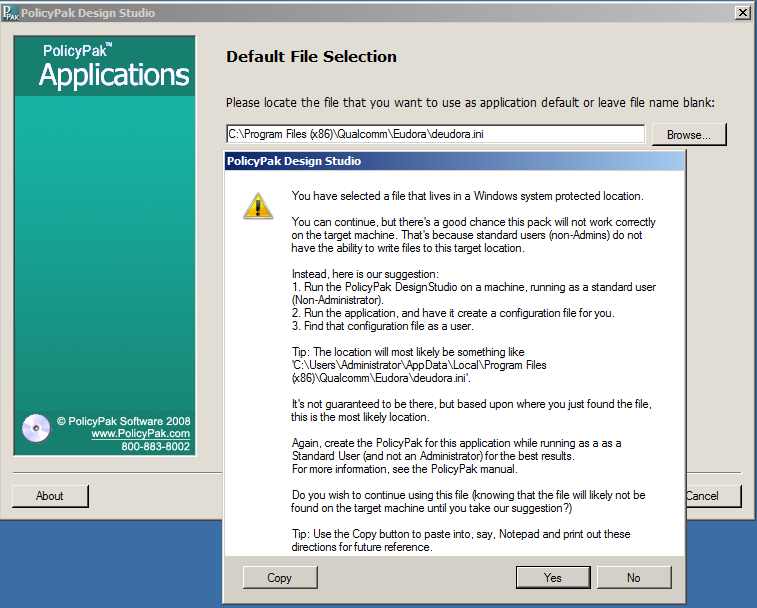 PPAK PolicyPak Design Studio
PolicyPak™
Applications
Default File Selection
Please locate the file that you want to use as application default or leave file name blank:
C:\Program Files (x86)\Qualcomm\Eudora\deudora.ini
Browse...
PolicyPak Design Studio
You have selected a file that lives in a Windows system protected location.
You can continue, but there's a good chance this pack will not work correctly
on the target machine. That's because standard users (non-Admins) do not
have the ability to write files to this target location.
Instead, here is our suggestion:
1. Run the PolicyPak DesignStudio on a machine, running as a standard user
(Non-Administrator).
2. Run the application, and have it create a configuration file for you.
3. Find that configuration file as a user.
Tip: The location will most likely be something like
'C:\Users\Administrator\AppData\Local\Program Files
(x86)\Qualcomm\Eudora\deudora.ini'.
It's not guaranteed to be there, but based upon where you just found the file,
this is the most likely location.
Again, create the PolicyPak for this application while running as a as a
Standard User (and not an Administrator) for the best results.
For more information, see the PolicyPak manual.
Do you wish to continue using this file (knowing that the file will likely not be
found on the target machine until you take our suggestion?)
Tip: Use the Copy button to paste into, say, Notepad and print out these
directions for future reference.
Copy
Yes
No
© PolicyPak Software 2008
www.PolicyPak.com
800-883-8002
About
Cancel